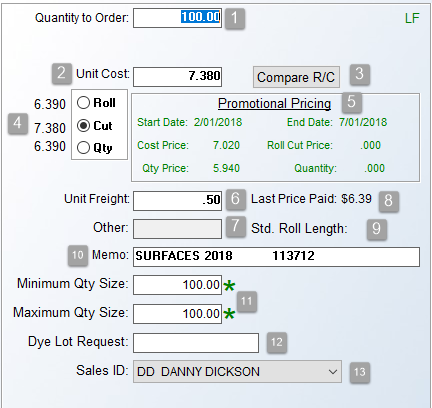 Quantity to Order: 100.00 1 LF
2 Unit Cost: 7.380 Compare R/C 3
6.390 Roll
4 7.380 Cut
6.390 Qty
Promotional Pricing 5
Start Date: 2/01/2018 End Date: 7/01/2018
Cost Price: 7.020 Roll Cut Price: .000
Qty Price: 5.940 Quantity: .000
Unit Freight: .50 6 Last Price Paid: $6.39 8
Other: 7 Std. Roll Length: 9
10 Memo: SURFACES 2018 113712
Minimum Qty Size: 100.00 *
11
Maximum Qty Size: 100.00 *
Dye Lot Request: 12
Sales ID: DD DANNY DICKSON 13